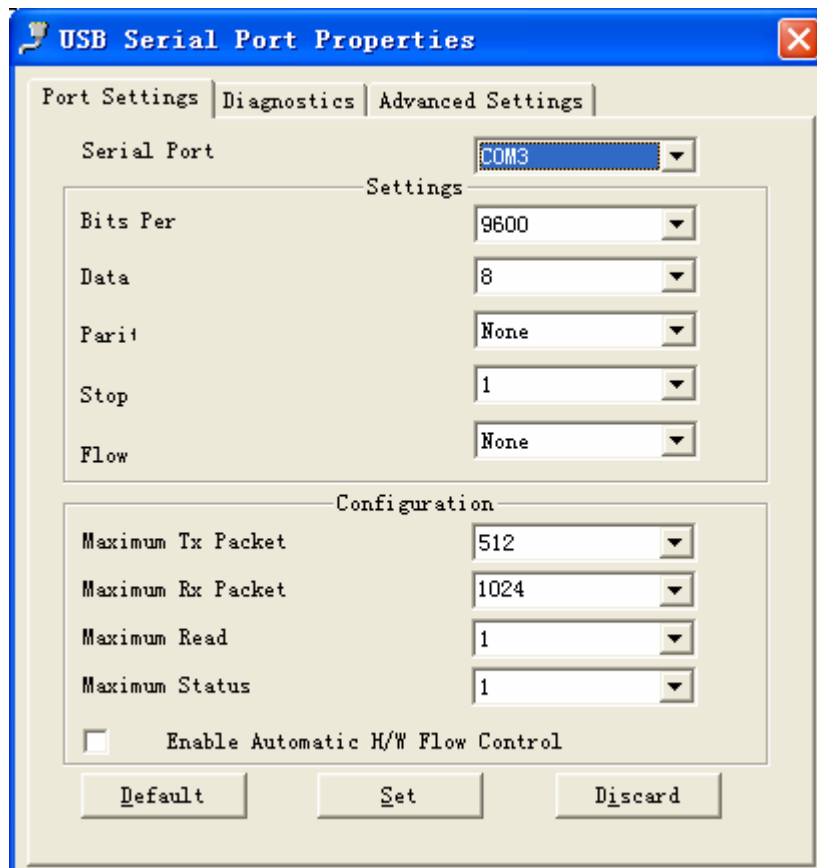 USB Serial Port Properties
Port Settings Diagnostics Advanced Settings
Serial Port COM3
Settings
Bits Per 9600
Data 8
Parit None
Stop 1
Flow None
Configuration
Maximum Tx Packet 512
Maximum Rx Packet 1024
Maximum Read 1
Maximum Status 1
Enable Automatic H/W Flow Control
Default Set Discard